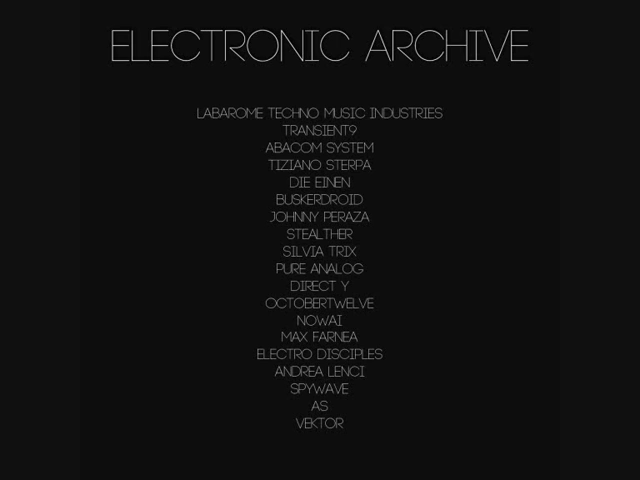 ELECTRONIC ARCHIVE
LABAROME TECHNO MUSIC INDUSTRIES
TRANSIENT9
ABACOM SYSTEM
TIZIANO STERPA
DIE EINEN
BUSKERDROID
JOHNNY PERAZA
STEALTHER
SILVIA TRIX
PURE ANALOG
DIRECT Y
OCTOBERTWELVE
NOWAI
MAX FARNEA
ELECTRO DISCIPLES
ANDREA LENCI
SPYWAVE
AS
VEKTOR